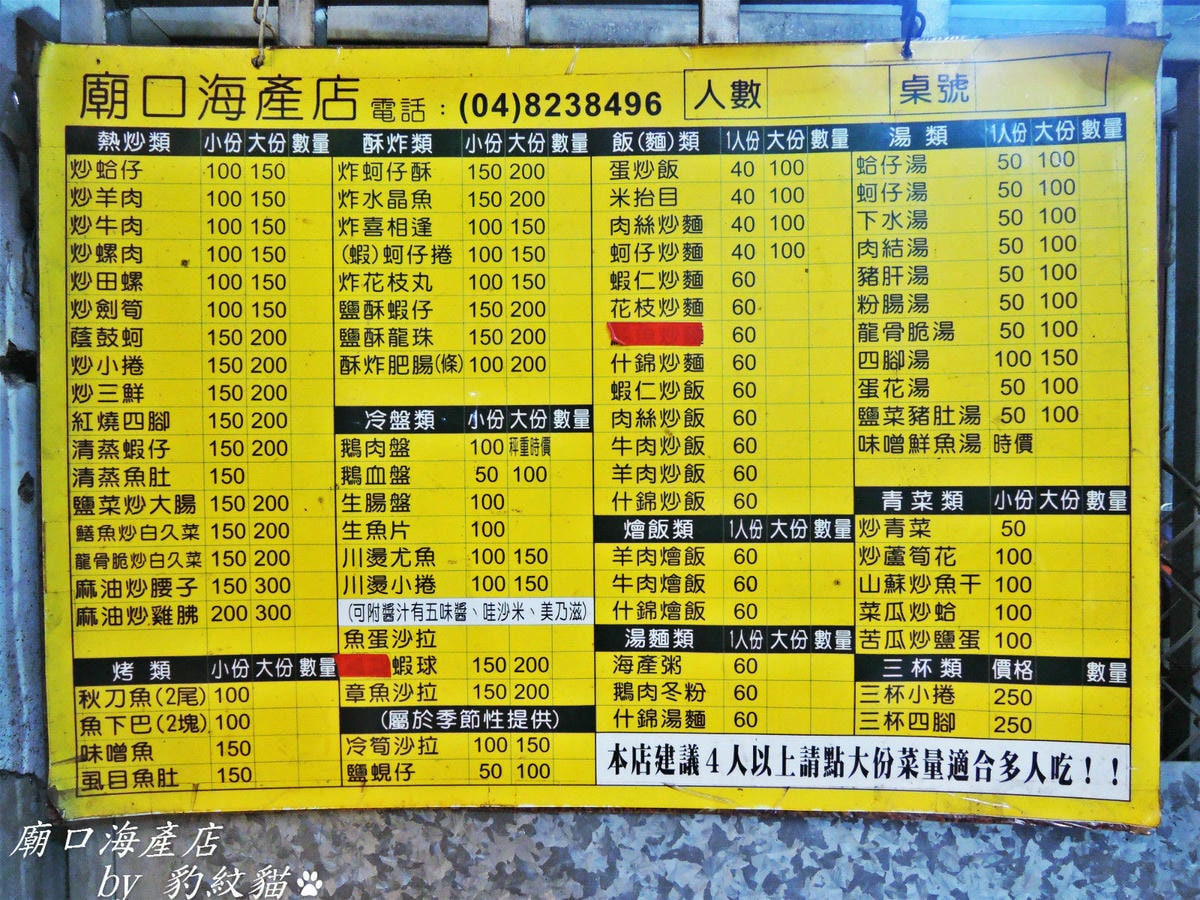 廟口海產店 電話：(04)8238496 人數 桌號
熱炒類 小份 大份 數量
炒蛤仔 100 150
炒羊肉 100 150
炒牛肉 100 150
炒螺肉 100 150
炒田螺 100 150
炒劍筍 100 150
蔭鼓蚵 150 200
炒小捲 150 200
炒三鮮 150 200
紅燒四腳 150 200
清蒸蝦仔 150 200
清蒸魚肚 150
鹽菜炒大腸 150 200
鱔魚炒白久菜 150 200
龍骨脆炒白久菜 150 200
麻油炒腰子 150 300
麻油炒雞胇 200 300
烤 類 小份 大份 數量
秋刀魚(2尾) 100
魚下巴(2塊) 100
味噌魚 150
虱目魚肚 150
酥炸類 小份 大份 數量
炸蚵仔酥 150 200
炸水晶魚 150 200
炸喜相逢 100 150
(蝦)蚵仔捲 100 150
炸花枝丸 100 150
鹽酥蝦仔 150 200
鹽酥龍珠 150 200
酥炸肥腸(條) 100 200
冷盤類 小份 大份 數量
鵝肉盤 100 秤重時價
鵝血盤 50 100
生腸盤 100
生魚片 100
川燙尤魚 100 150
川燙小捲 100 150
(可附醬汁有五味醬、哇沙米、美乃滋)
魚蛋沙拉
蝦球 150 200
章魚沙拉 150 200
(屬於季節性提供)
冷筍沙拉 100 150
鹽蜆仔 50 100
飯(麵)類 1人份 大份 數量
蛋炒飯 40 100
米抬目 40 100
肉絲炒麵 40 100
蚵仔炒麵 40 100
蝦仁炒麵 60
花枝炒麵 60
60
什錦炒麵 60
蝦仁炒飯 60
肉絲炒飯 60
牛肉炒飯 60
羊肉炒飯 60
什錦炒飯 60
燴飯類 1人份 大份 數量
羊肉燴飯 60
牛肉燴飯 60
什錦燴飯 60
湯麵類 1人份 大份 數量
海產粥 60
鵝肉冬粉 60
什錦湯麵 60
湯 類 1人份 大份 數量
蛤仔湯 50 100
蚵仔湯 50 100
下水湯 50 100
肉結湯 50 100
豬肝湯 50 100
粉腸湯 50 100
龍骨脆湯 50 100
四腳湯 100 150
蛋花湯 50 100
鹽菜豬肚湯 50 100
味噌鮮魚湯 時價
青菜類 小份 大份 數量
炒青菜 50
炒蘆筍花 100
山蘇炒魚干 100
菜瓜炒蛤 100
苦瓜炒鹽蛋 100
三杯類 價格 數量
三杯小捲 250
三杯四腳 250
本店建議4人以上請點大份菜量適合多人吃！！
廟口海產店
by 豹紋貓